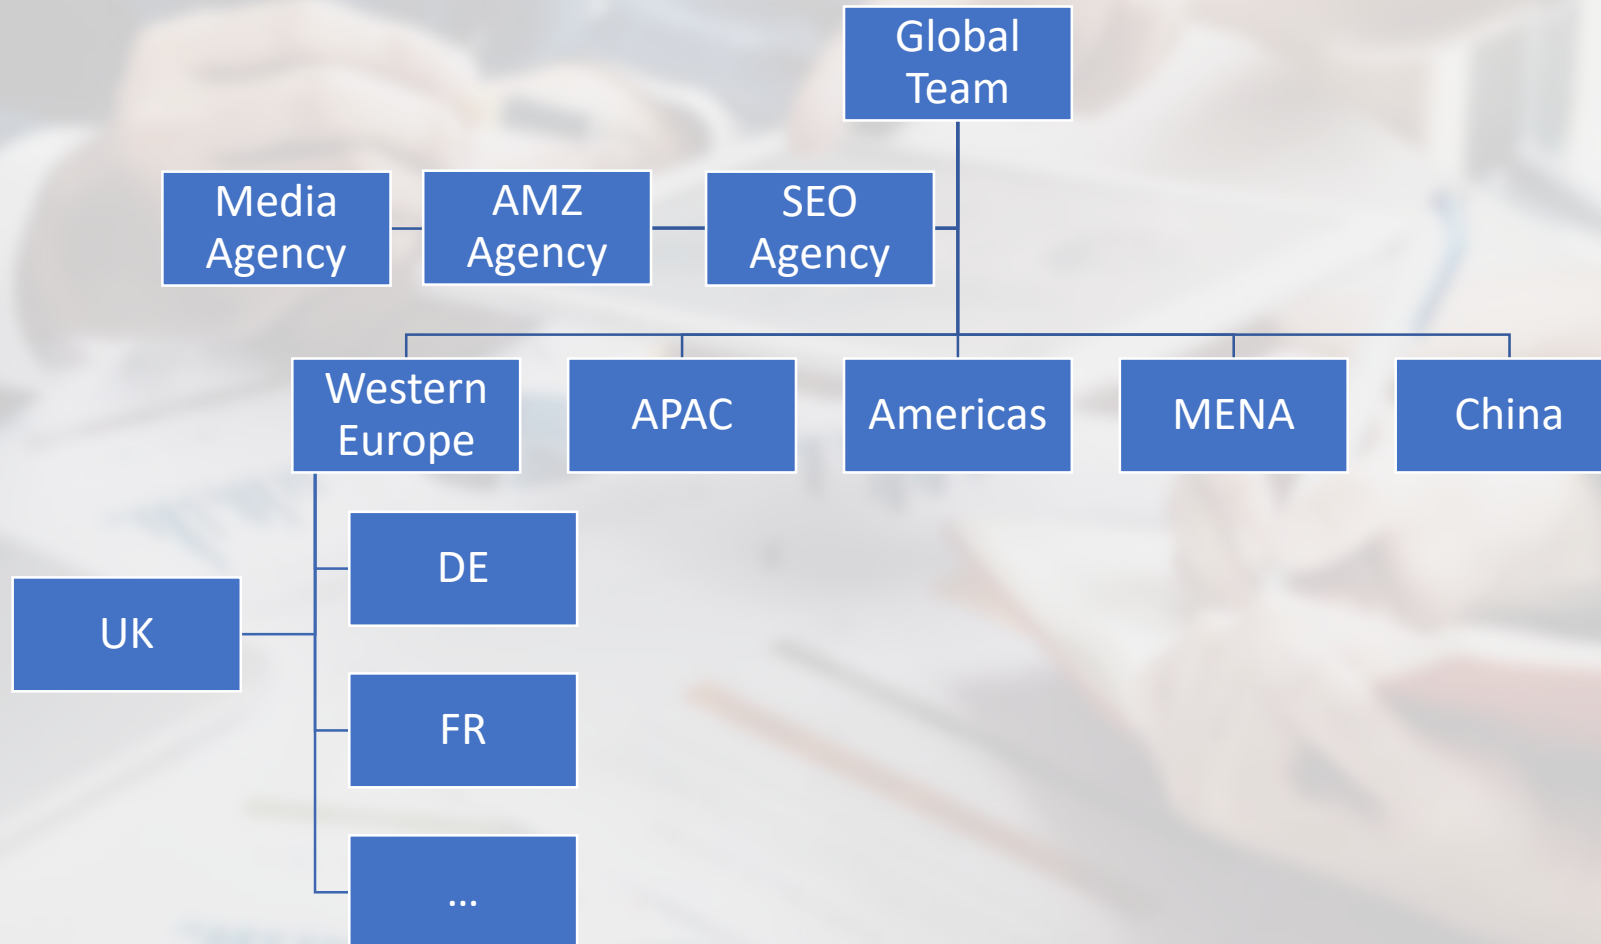 Global
Team
Media
Agency
AMZ
Agency
SEO
Agency
Western
Europe
APAC
Americas
MENA
China
DE
UK
FR
...